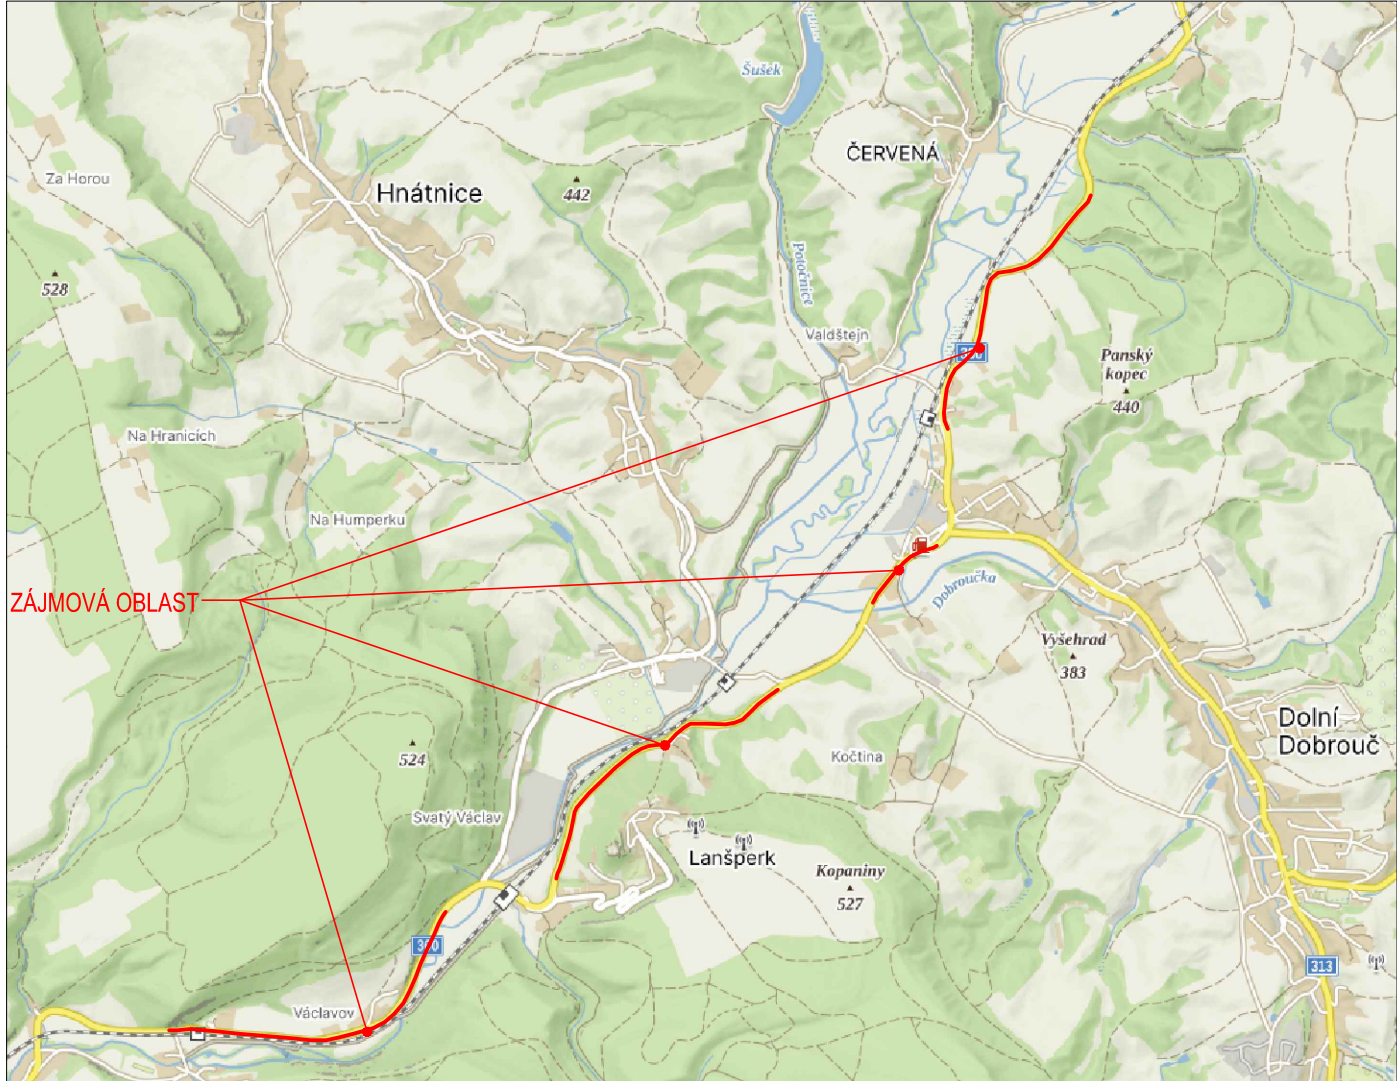 Šušek
ČERVENÁ
Za Horou
Hnátnice
442
Potočnice
528
Valdštejn
Panský
kopec
440
Na Hranicích
Na Humperku
ZÁJMOVÁ OBLAST
Dobroučka
Vyšehrad
383
Dolní
Dobrouč
524
Kočtina
Svatý Václav
Lanšperk
Kopaniny
527
360
313
Václavov